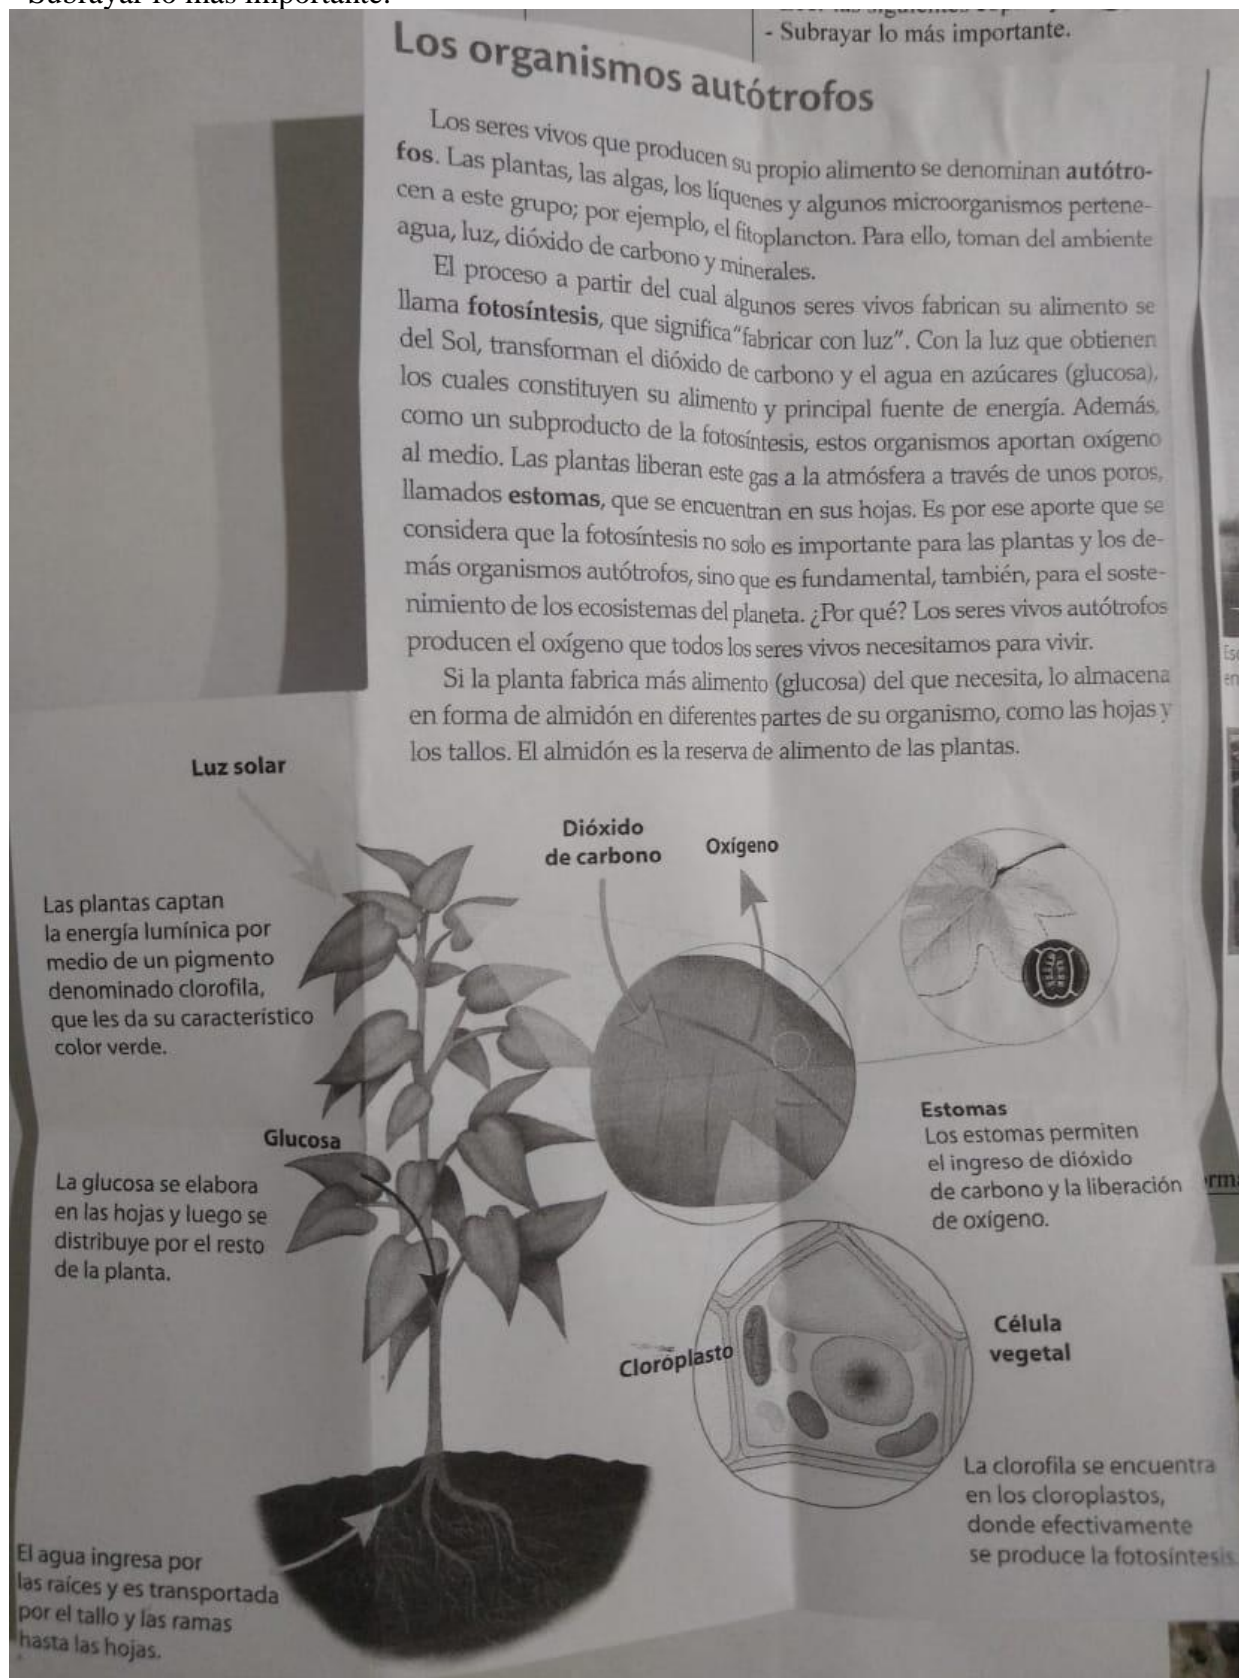 Subrayar lo más importante.
- Subrayar lo más importante.
Los organismos autótrofos
Los seres vivos que producen su propio alimento se denominan autótro-
fos. Las plantas, las algas, los líquenes y algunos microorganismos pertene-
cen a este grupo; por ejemplo, el fitoplancton. Para ello, toman del ambiente
agua, luz, dióxido de carbono y minerales.
El proceso a partir del cual algunos seres vivos fabrican su alimento se
llama fotosíntesis, que significa "fabricar con luz". Con la luz que obtienen
del Sol, transforman el dióxido de carbono y el agua en azúcares (glucosa),
los cuales constituyen su alimento y principal fuente de energía. Además,
como un subproducto de la fotosíntesis, estos organismos aportan oxígeno
al medio. Las plantas liberan este gas a la atmósfera a través de unos poros,
llamados estomas, que se encuentran en sus hojas. Es por ese aporte que se
considera que la fotosíntesis no solo es importante para las plantas y los de-
más organismos autótrofos, sino que es fundamental, también, para el soste-
nimiento de los ecosistemas del planeta. ¿Por qué? Los seres vivos autótrofos
producen el oxígeno que todos los seres vivos necesitamos para vivir.
Si la planta fabrica más alimento (glucosa) del que necesita, lo almacena
en forma de almidón en diferentes partes de su organismo, como las hojas y
los tallos. El almidón es la reserva de alimento de las plantas.
Luz solar
Dióxido
de carbono
Oxígeno
Las plantas captan
la energía lumínica por
medio de un pigmento
denominado clorofila,
que les da su característico
color verde.
Estomas
Los estomas permiten
el ingreso de dióxido
de carbono y la liberación
de oxígeno.
Glucosa
La glucosa se elabora
en las hojas y luego se
distribuye por el resto
de la planta.
Cloroplasto
Célula
vegetal
La clorofila se encuentra
en los cloroplastos,
donde efectivamente
se produce la fotosíntesis.
El agua ingresa por
las raíces y es transportada
por el tallo y las ramas
hasta las hojas.